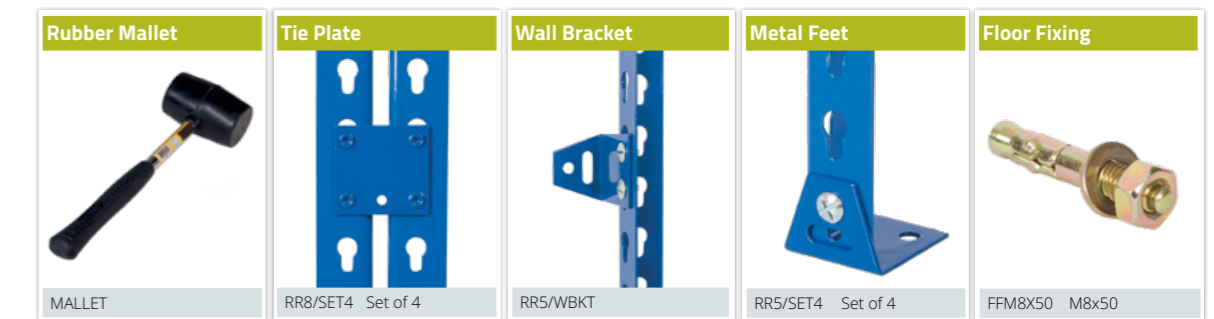 Rubber Mallet
MALLET
Tie Plate
RR8/SET4 Set of 4
Wall Bracket
RR5/WBKT
Metal Feet
RR5/SET4 Set of 4
Floor Fixing
FFM8X50 M8x50